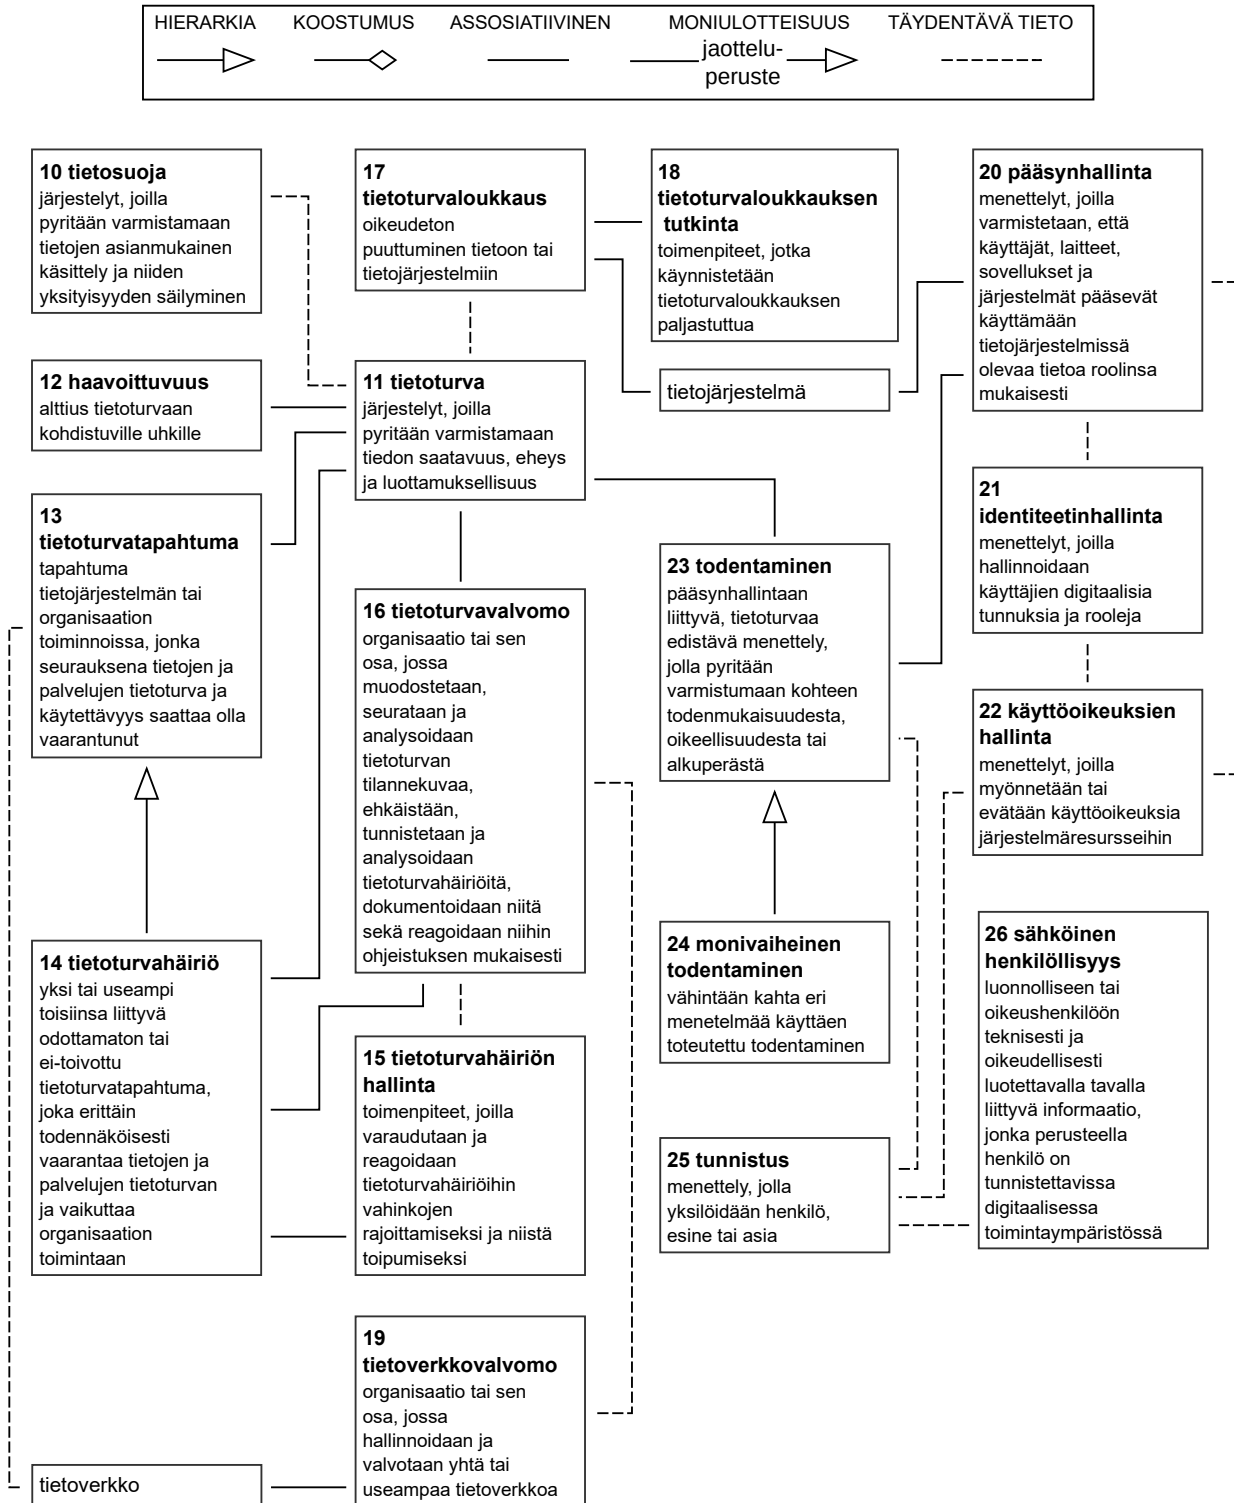 HIERARKIA
KOOSTUMUS
ASSOSIATIIVINEN
MONIULOTTEISUUS
TÄYDENTÄVÄ TIETO
jaottelu-
peruste
10 tietosuoja
järjestelyt, joilla
pyritään varmistamaan
tietojen asianmukainen
käsittely ja niiden
yksityisyyden säilyminen
17
tietoturvaloukkaus
oikeudeton
puuttuminen tietoon tai
tietojärjestelmiin
18
tietoturvaloukkauksen
tutkinta
toimenpiteet, jotka
käynnistetään
tietoturvaloukkauksen
paljastuttua
20 pääsynhallinta
menettelyt, joilla
varmistetaan, että
käyttäjät, laitteet,
sovellukset ja
järjestelmät pääsevät
käyttämään
tietojärjestelmissä
olevaa tietoa roolinsa
mukaisesti
12 haavoittuvuus
alttius tietoturvaan
kohdistuville uhkille
11 tietoturva
järjestelyt, joilla
pyritään varmistamaan
tiedon saatavuus, eheys
ja luottamuksellisuus
tietojärjestelmä
13
tietoturvatapahtuma
tapahtuma
tietojärjestelmän tai
organisaation
toiminnoissa, jonka
seurauksena tietojen ja
palvelujen tietoturva ja
käytettävyys saattaa olla
vaarantunut
16 tietoturvavalvomo
organisaatio tai sen
osa, jossa
muodostetaan,
seurataan ja
analysoidaan
tietoturvan
tilannekuvaa,
ehkäistään,
tunnistetaan ja
analysoidaan
tietoturvahäiriöitä,
dokumentoidaan niitä
sekä reagoidaan niihin
ohjeistuksen mukaisesti
23 todentaminen
pääsynhallintaan
liittyvä, tietoturvaa
edistävä menettely,
jolla pyritään
varmistumaan kohteen
todenmukaisuudesta,
oikeellisuudesta tai
alkuperästä
21
identiteetinhallinta
menettelyt, joilla
hallinnoidaan
käyttäjien digitaalisia
tunnuksia ja rooleja
22 käyttöoikeuksien
hallinta
menettelyt, joilla
myönnetään tai
evätään käyttöoikeuksia
järjestelmäresursseihin
14 tietoturvahäiriö
yksi tai useampi
toisiinsa liittyvä
odottamaton tai
ei-toivottu
tietoturvatapahtuma,
joka erittäin
todennäköisesti
vaarantaa tietojen ja
palvelujen tietoturvan
ja vaikuttaa
organisaation
toimintaan
15 tietoturvahäiriön
hallinta
toimenpiteet, joilla
varaudutaan ja
reagoidaan
tietoturvahäiriöihin
vahinkojen
rajoittamiseksi ja niistä
toipumiseksi
24 monivaiheinen
todentaminen
vähintään kahta eri
menetelmää käyttäen
toteutettu todentaminen
25 tunnistus
menettely, jolla
yksilöidään henkilö,
esine tai asia
26 sähköinen
henkilöllisyys
luonnolliseen tai
oikeushenkilöön
teknisesti ja
oikeudellisesti
luotettavalla tavalla
liittyvä informaatio,
jonka perusteella
henkilö on
tunnistettavissa
digitaalisessa
toimintaympäristössä
19
tietoverkkovalvomo
organisaatio tai sen
osa, jossa
hallinnoidaan ja
valvotaan yhtä tai
useampaa tietoverkkoa
tietoverkko